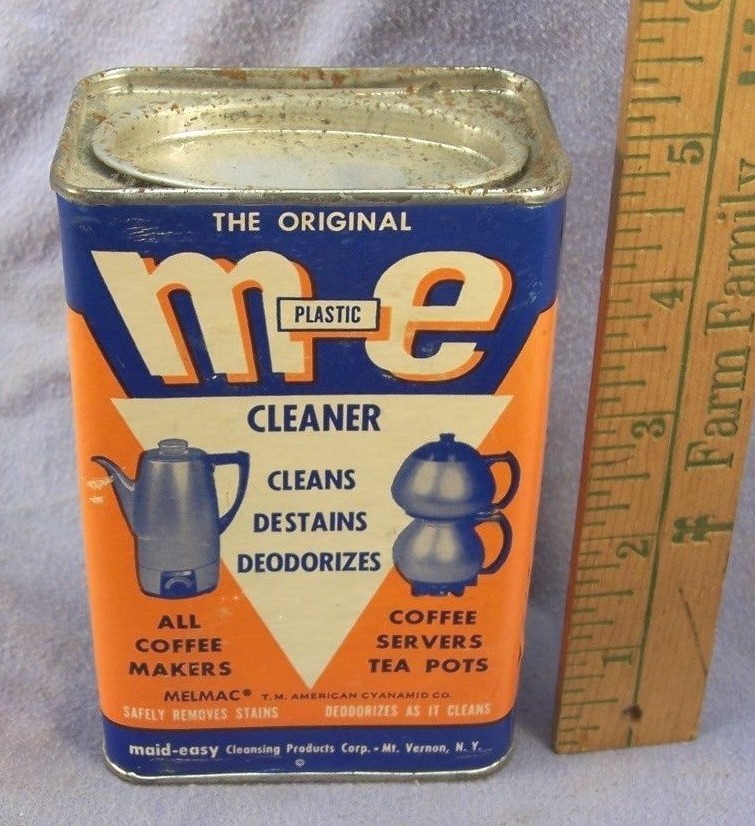 THE ORIGINAL
m-e
PLASTIC
CLEANER
CLEANS
DESTAINS
DEODORIZES
ALL
COFFEE
MAKERS
COFFEE
SERVERS
TEA POTS
MELMAC® T.M. AMERICAN CYANAMID CO.
SAFELY REMOVES STAINS DEODORIZES AS IT CLEANS
maid-easy Cleansing Products Corp. - Mt. Vernon, N. Y.
©
6
5
4
3
2
1
Farm Family